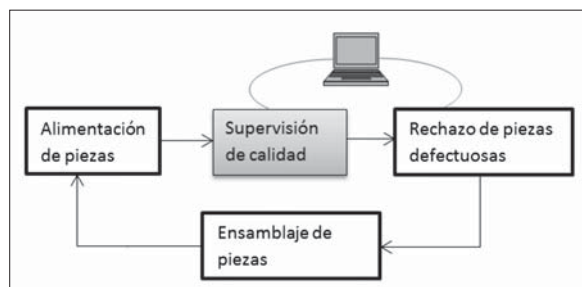 Alimentación
de piezas
Supervisión
de calidad
Rechazo de piezas
defectuosas
Ensamblaje de
piezas